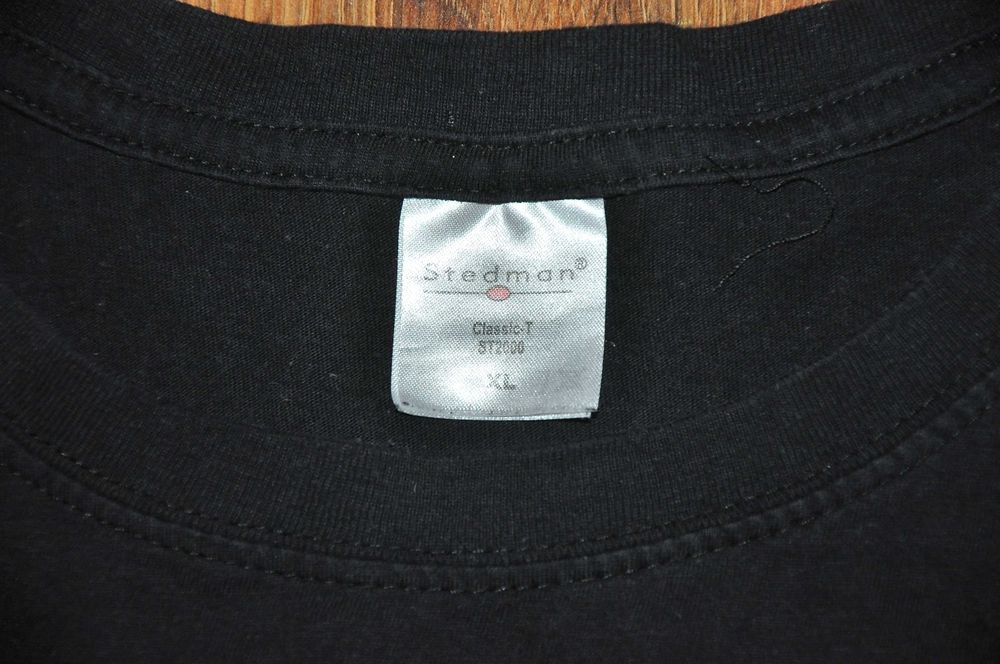 Stedman®
Classic-T
ST2000
XL